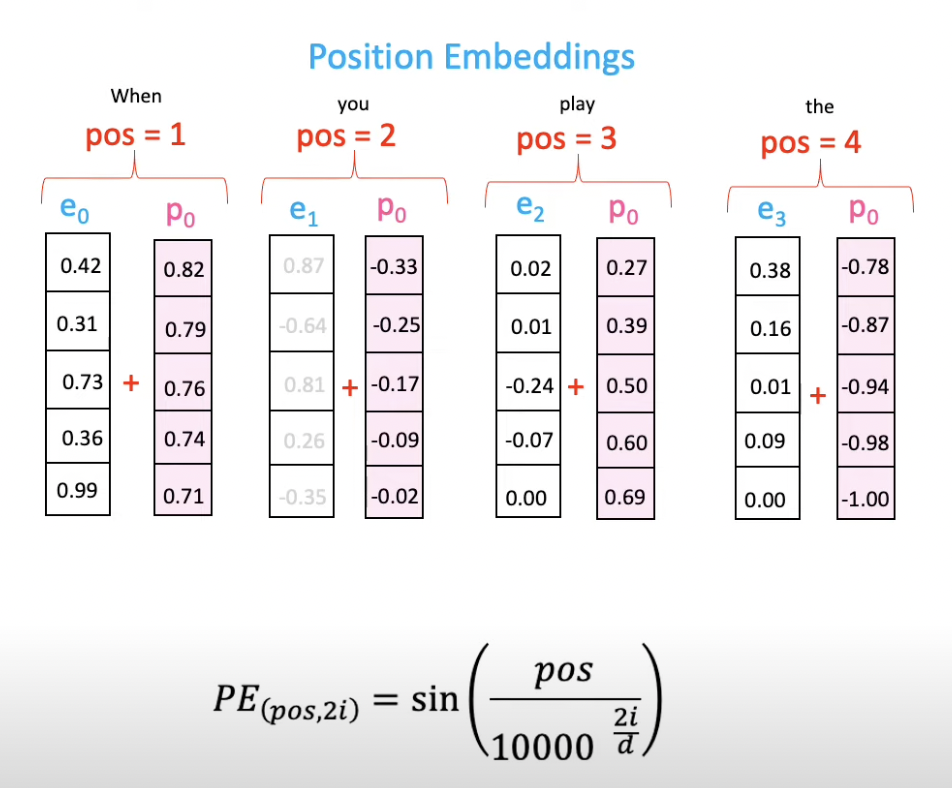 Position Embeddings
When you play the
pos = 1 pos = 2 pos = 3 pos = 4
e₀ p₀ e₁ p₀ e₂ p₀ e₃ p₀
0.42 0.82 0.87 -0.33 0.02 0.27 0.38 -0.78
0.31 0.79 -0.64 -0.25 0.01 0.39 0.16 -0.87
0.73 + 0.76 0.81 + -0.17 -0.24 + 0.50 0.01 + -0.94
0.36 0.74 0.26 -0.09 -0.07 0.60 0.09 -0.98
0.99 0.71 -0.35 -0.02 0.00 0.69 0.00 -1.00
PE(pos,2i) = sin(pos / 10000^(2i/d))